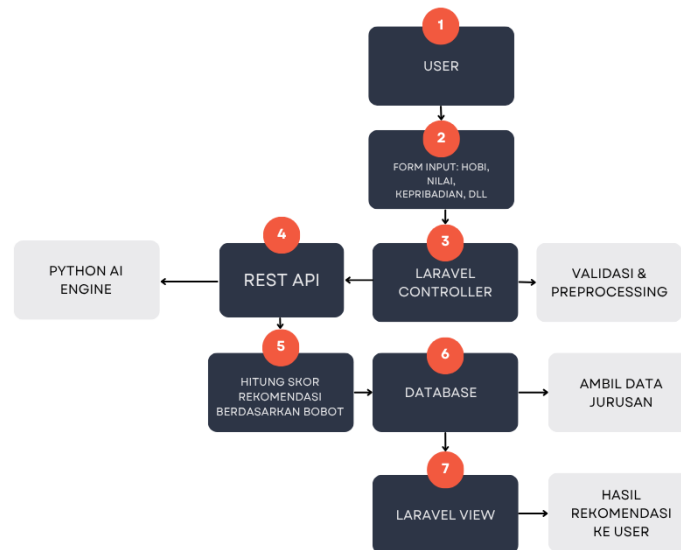 1
USER
2
FORM INPUT: HOBI,
NILAI,
KEPRIBADIAN, DLL
4
3
PYTHON AI
ENGINE
REST API
LARAVEL
CONTROLLER
VALIDASI &
PREPROCESSING
5
6
HITUNG SKOR
REKOMENDASI
BERDASARKAN BOBOT
DATABASE
AMBIL DATA
JURUSAN
7
LARAVEL VIEW
HASIL
REKOMENDASI
KE USER